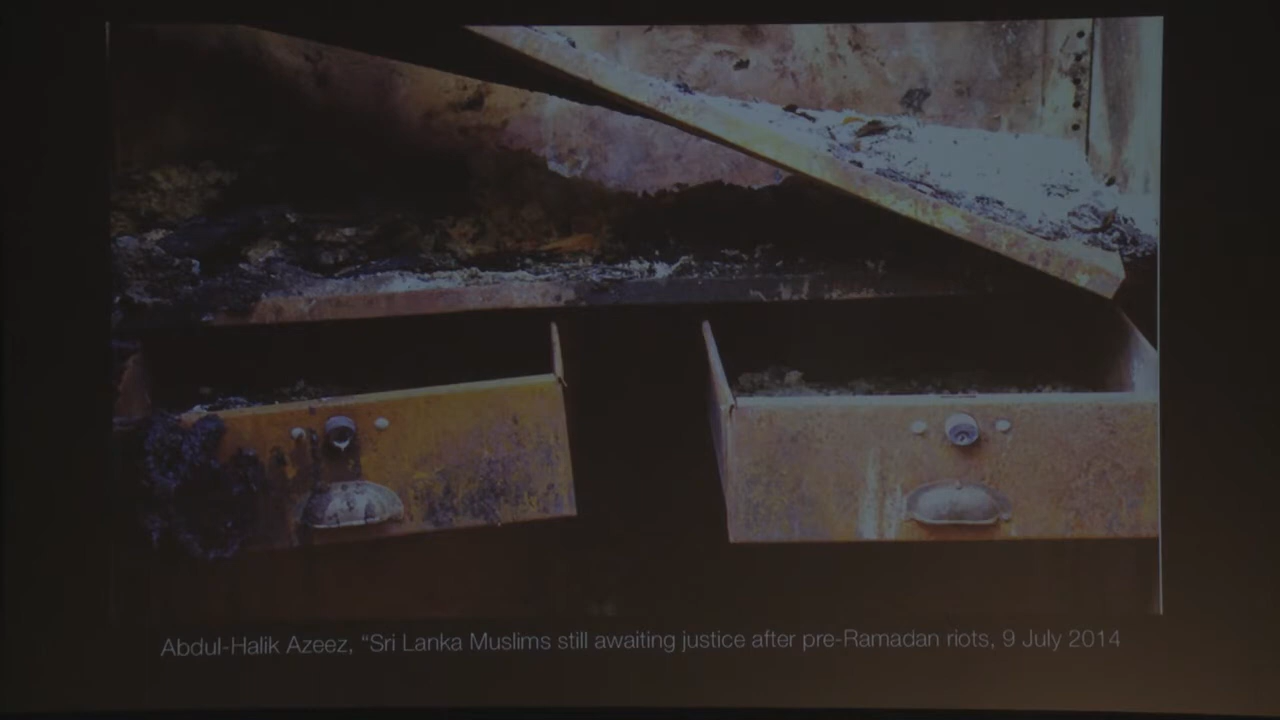 Abdul-Halik Azeez, “Sri Lanka Muslims still awaiting justice after pre-Ramadan riots, 9 July 2014